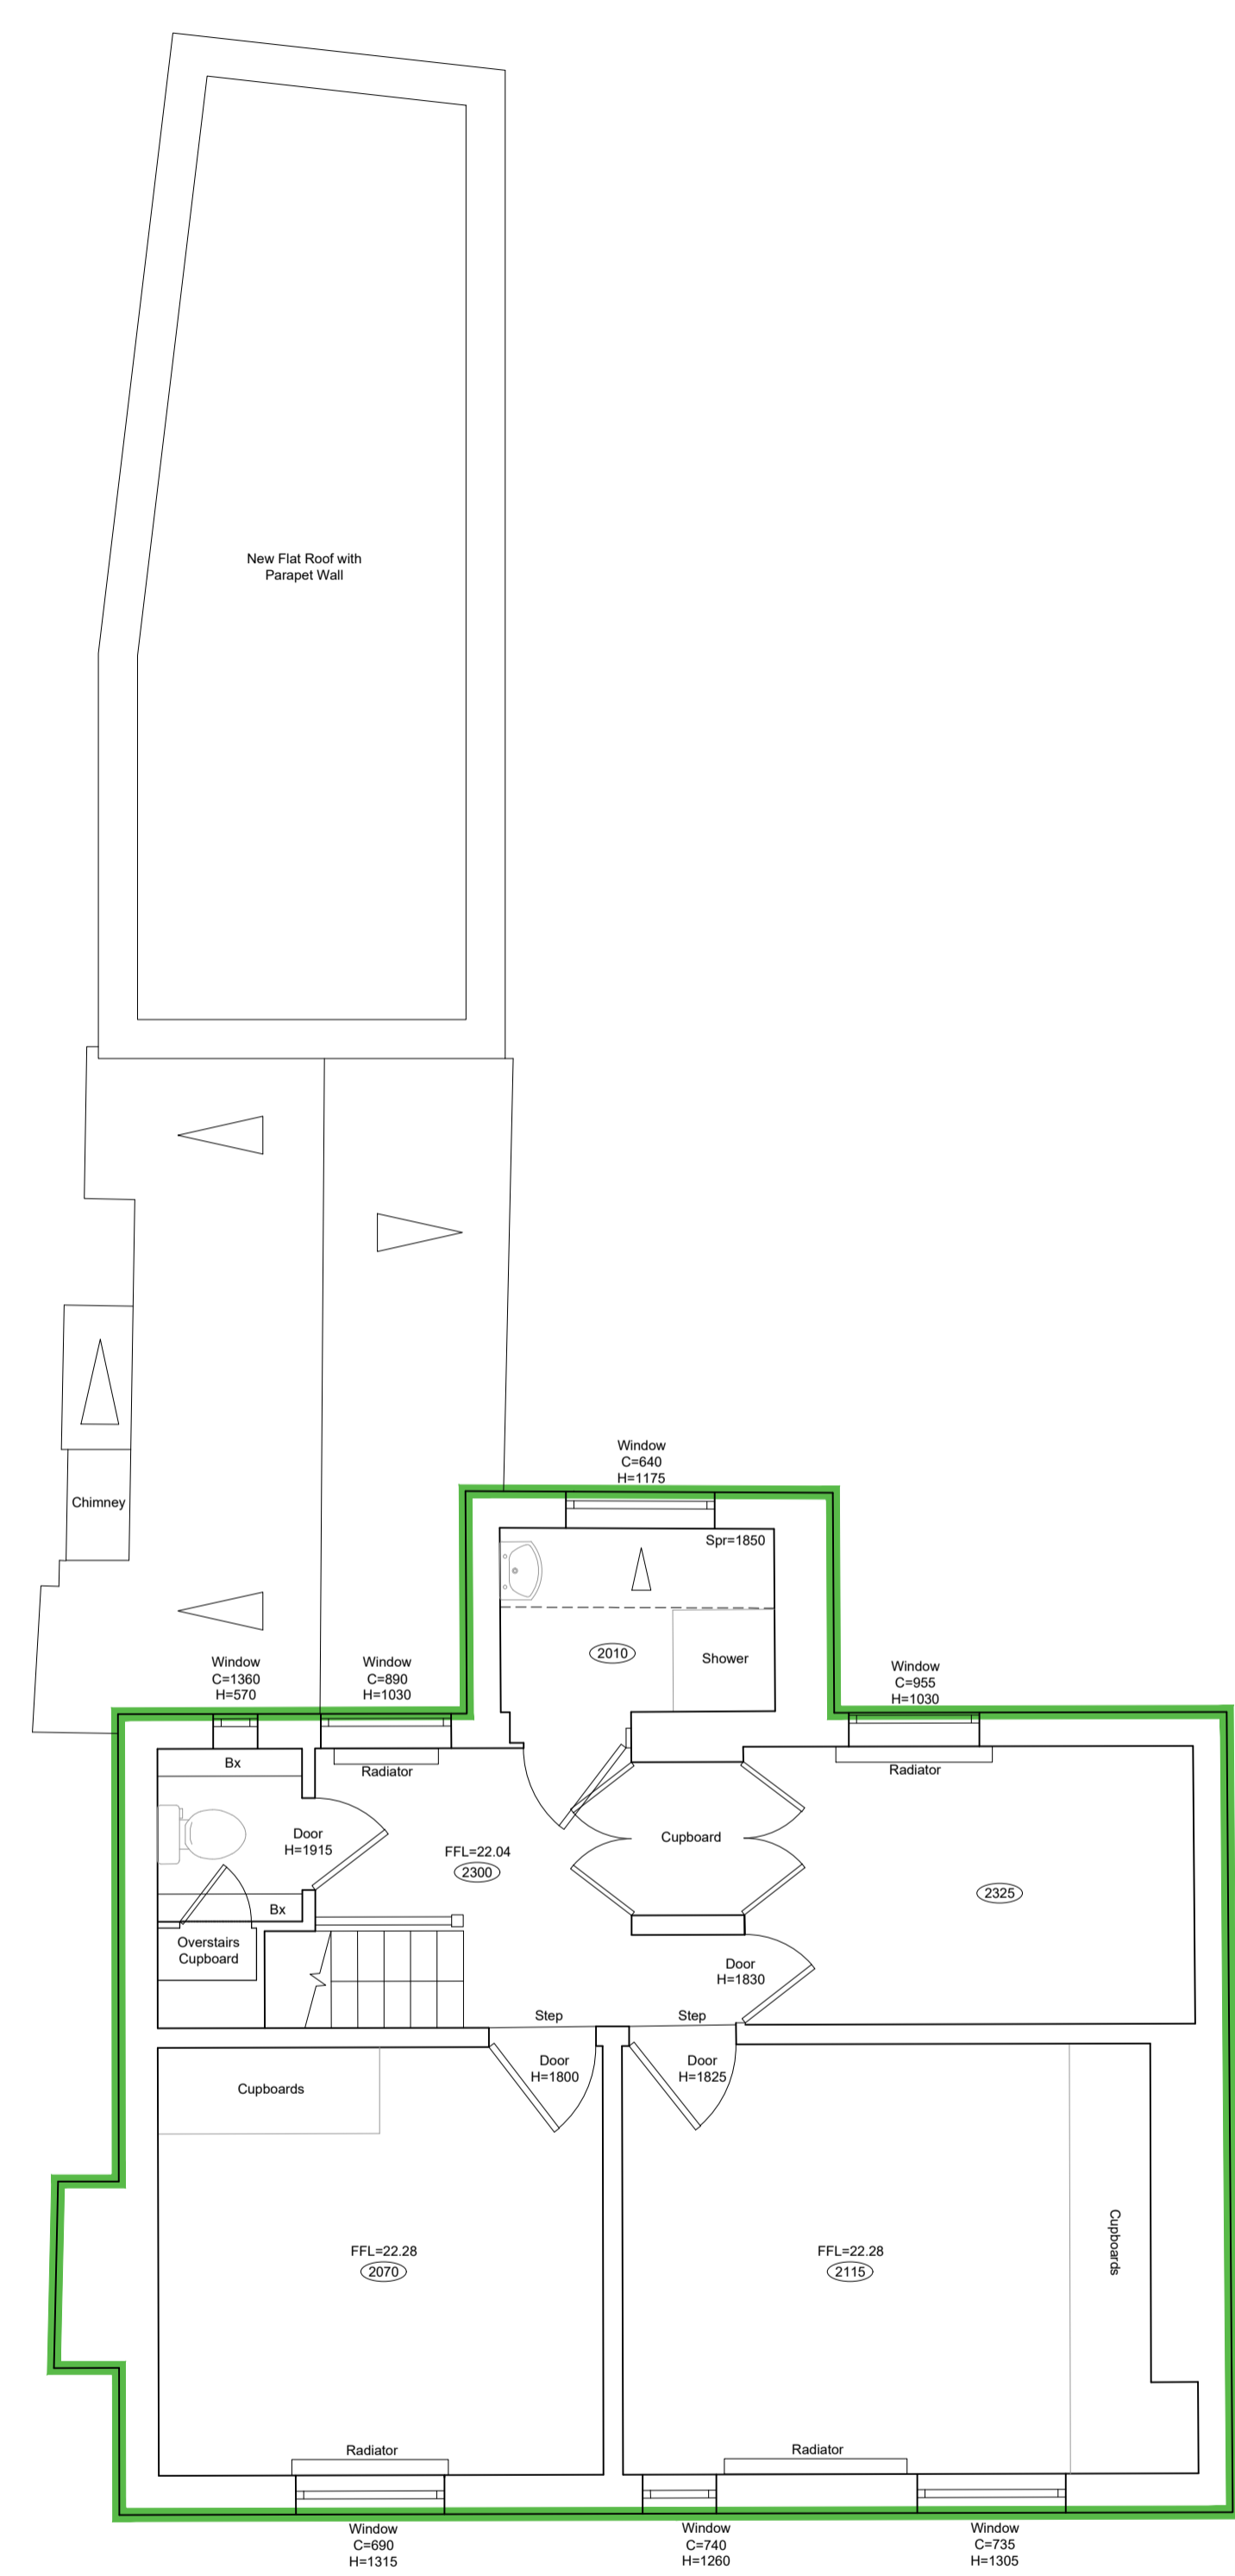 New Flat Roof with
Parapet Wall
Chimney
Window
C=640
H=1175
Spr=1850
2010
Shower
Window
C=1360
H=570
Window
C=890
H=1030
Window
C=955
H=1030
Bx
Radiator
Radiator
Door
H=1915
FFL=22.04
2300
Cupboard
2325
Bx
Overstairs
Cupboard
Door
H=1830
Step
Step
Door
H=1800
Door
H=1825
Cupboards
Cupboards
FFL=22.28
2070
FFL=22.28
2115
Radiator
Radiator
Window
C=690
H=1315
Window
C=740
H=1260
Window
C=735
H=1305